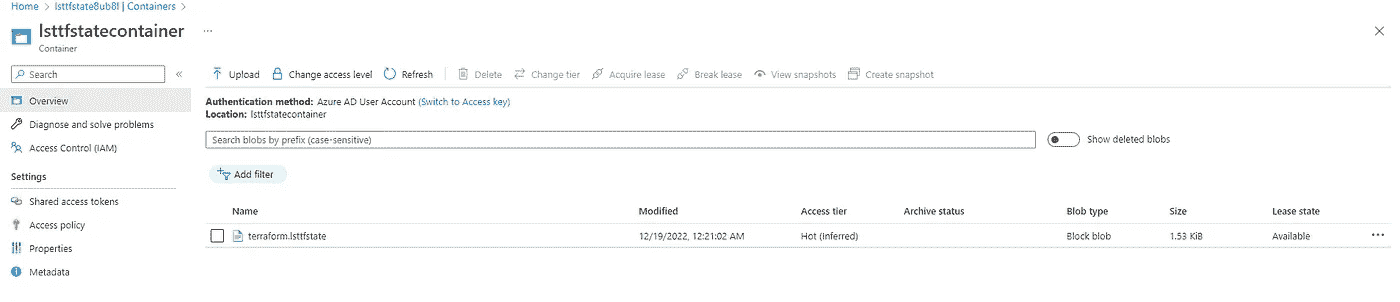 Home > lsttfstate8ub8l | Containers >
lsttfstatecontainer ...
Container
Search
«
Upload Change access level Refresh Delete Change tier Acquire lease Break lease View snapshots Create snapshot
Overview
Diagnose and solve problems
Access Control (IAM)
Settings
Shared access tokens
Access policy
Properties
Metadata
Authentication method: Azure AD User Account (Switch to Access key)
Location: lsttfstatecontainer
Search blobs by prefix (case-sensitive)
Show deleted blobs
Add filter
Name Modified Access tier Archive status Blob type Size Lease state
terraform.lsttfstate 12/19/2022, 12:21:02 AM Hot (Inferred) Block blob 1.53 KiB Available ...